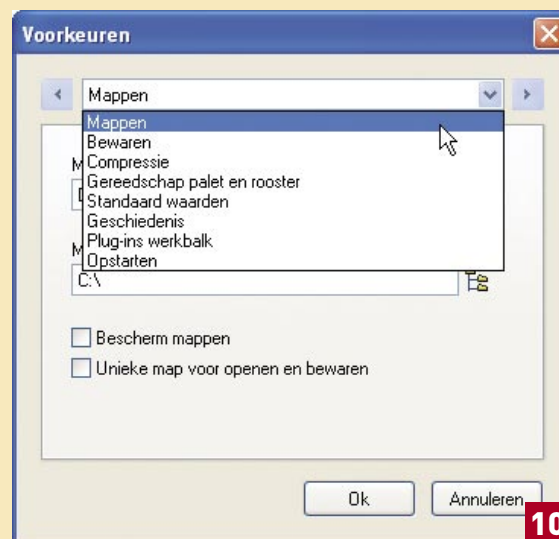 Voorkeuren
Mappen
Mappen
Bewaren
Compressie
Gereedschap palet en rooster
Standaard waarden
Geschiedenis
Plug-ins werkbalk
Opstarten
C:\
Bescherm mappen
Unieke map voor openen en bewaren
Ok
Annuleren
10